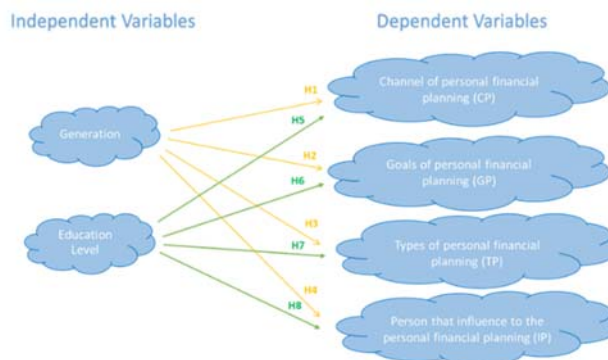 Independent Variables
Dependent Variables
Generation
Education
Level
H1
H5
H2
H6
H3
H7
H4
H8
Channel of personal financial
planning (CP)
Goals of personal financial
planning (GP)
Types of personal financial
planning (TP)
Person that influence to the
personal financial planning (IP)